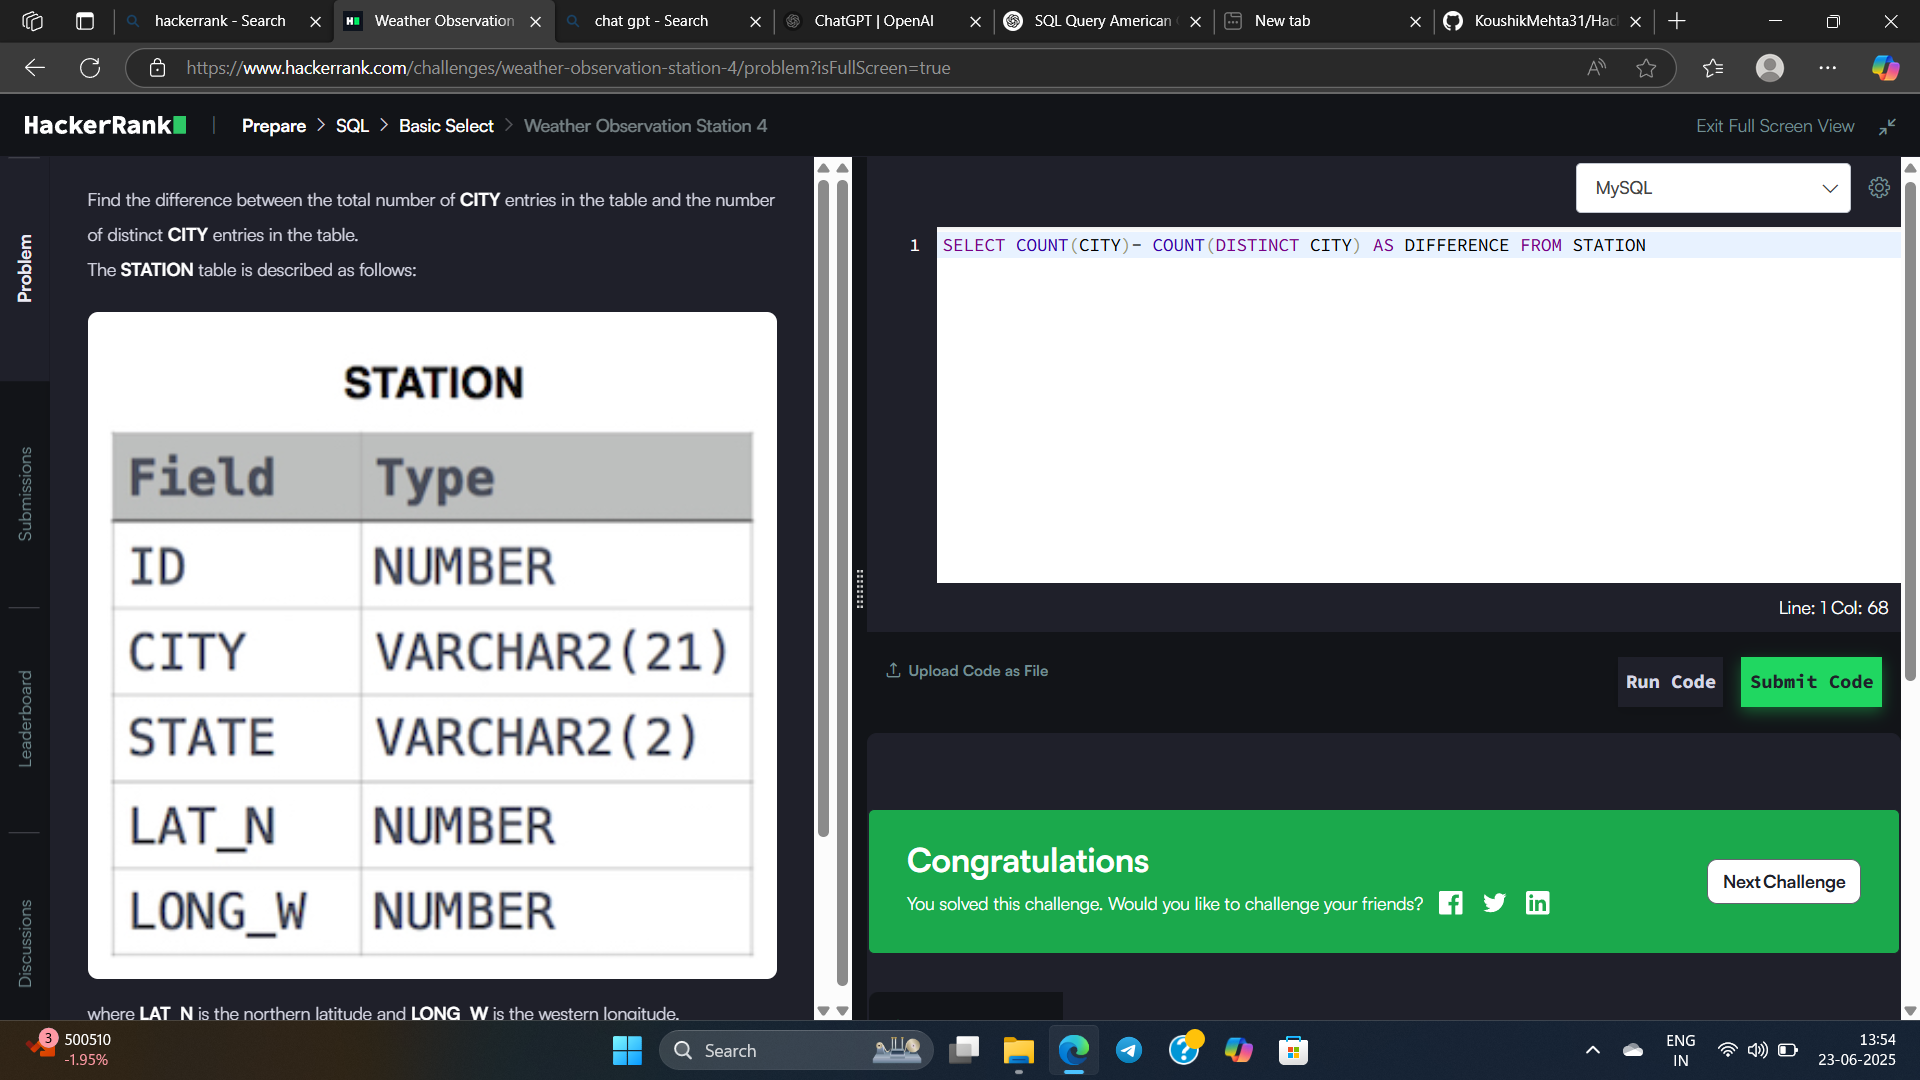 hackerrank - Search
Weather Observation
chat gpt - Search
ChatGPT | OpenAI
SQL Query American
New tab
KoushikMehta31/Hac
https://www.hackerrank.com/challenges/weather-observation-station-4/problem?isFullScreen=true
HackerRank
Prepare > SQL > Basic Select > Weather Observation Station 4
Exit Full Screen View
Problem
Submissions
Leaderboard
Discussions
Find the difference between the total number of CITY entries in the table and the number
of distinct CITY entries in the table.
The STATION table is described as follows:
STATION
Field Type
ID NUMBER
CITY VARCHAR2(21)
STATE VARCHAR2(2)
LAT_N NUMBER
LONG_W NUMBER
where LAT_N is the northern latitude and LONG_W is the western longitude.
MySQL
1 SELECT COUNT(CITY)- COUNT(DISTINCT CITY) AS DIFFERENCE FROM STATION
Line: 1 Col: 68
Upload Code as File
Run Code
Submit Code
Congratulations
You solved this challenge. Would you like to challenge your friends?
Next Challenge
3
500510
-1.95%
Search
ENG
IN
13:54
23-06-2025